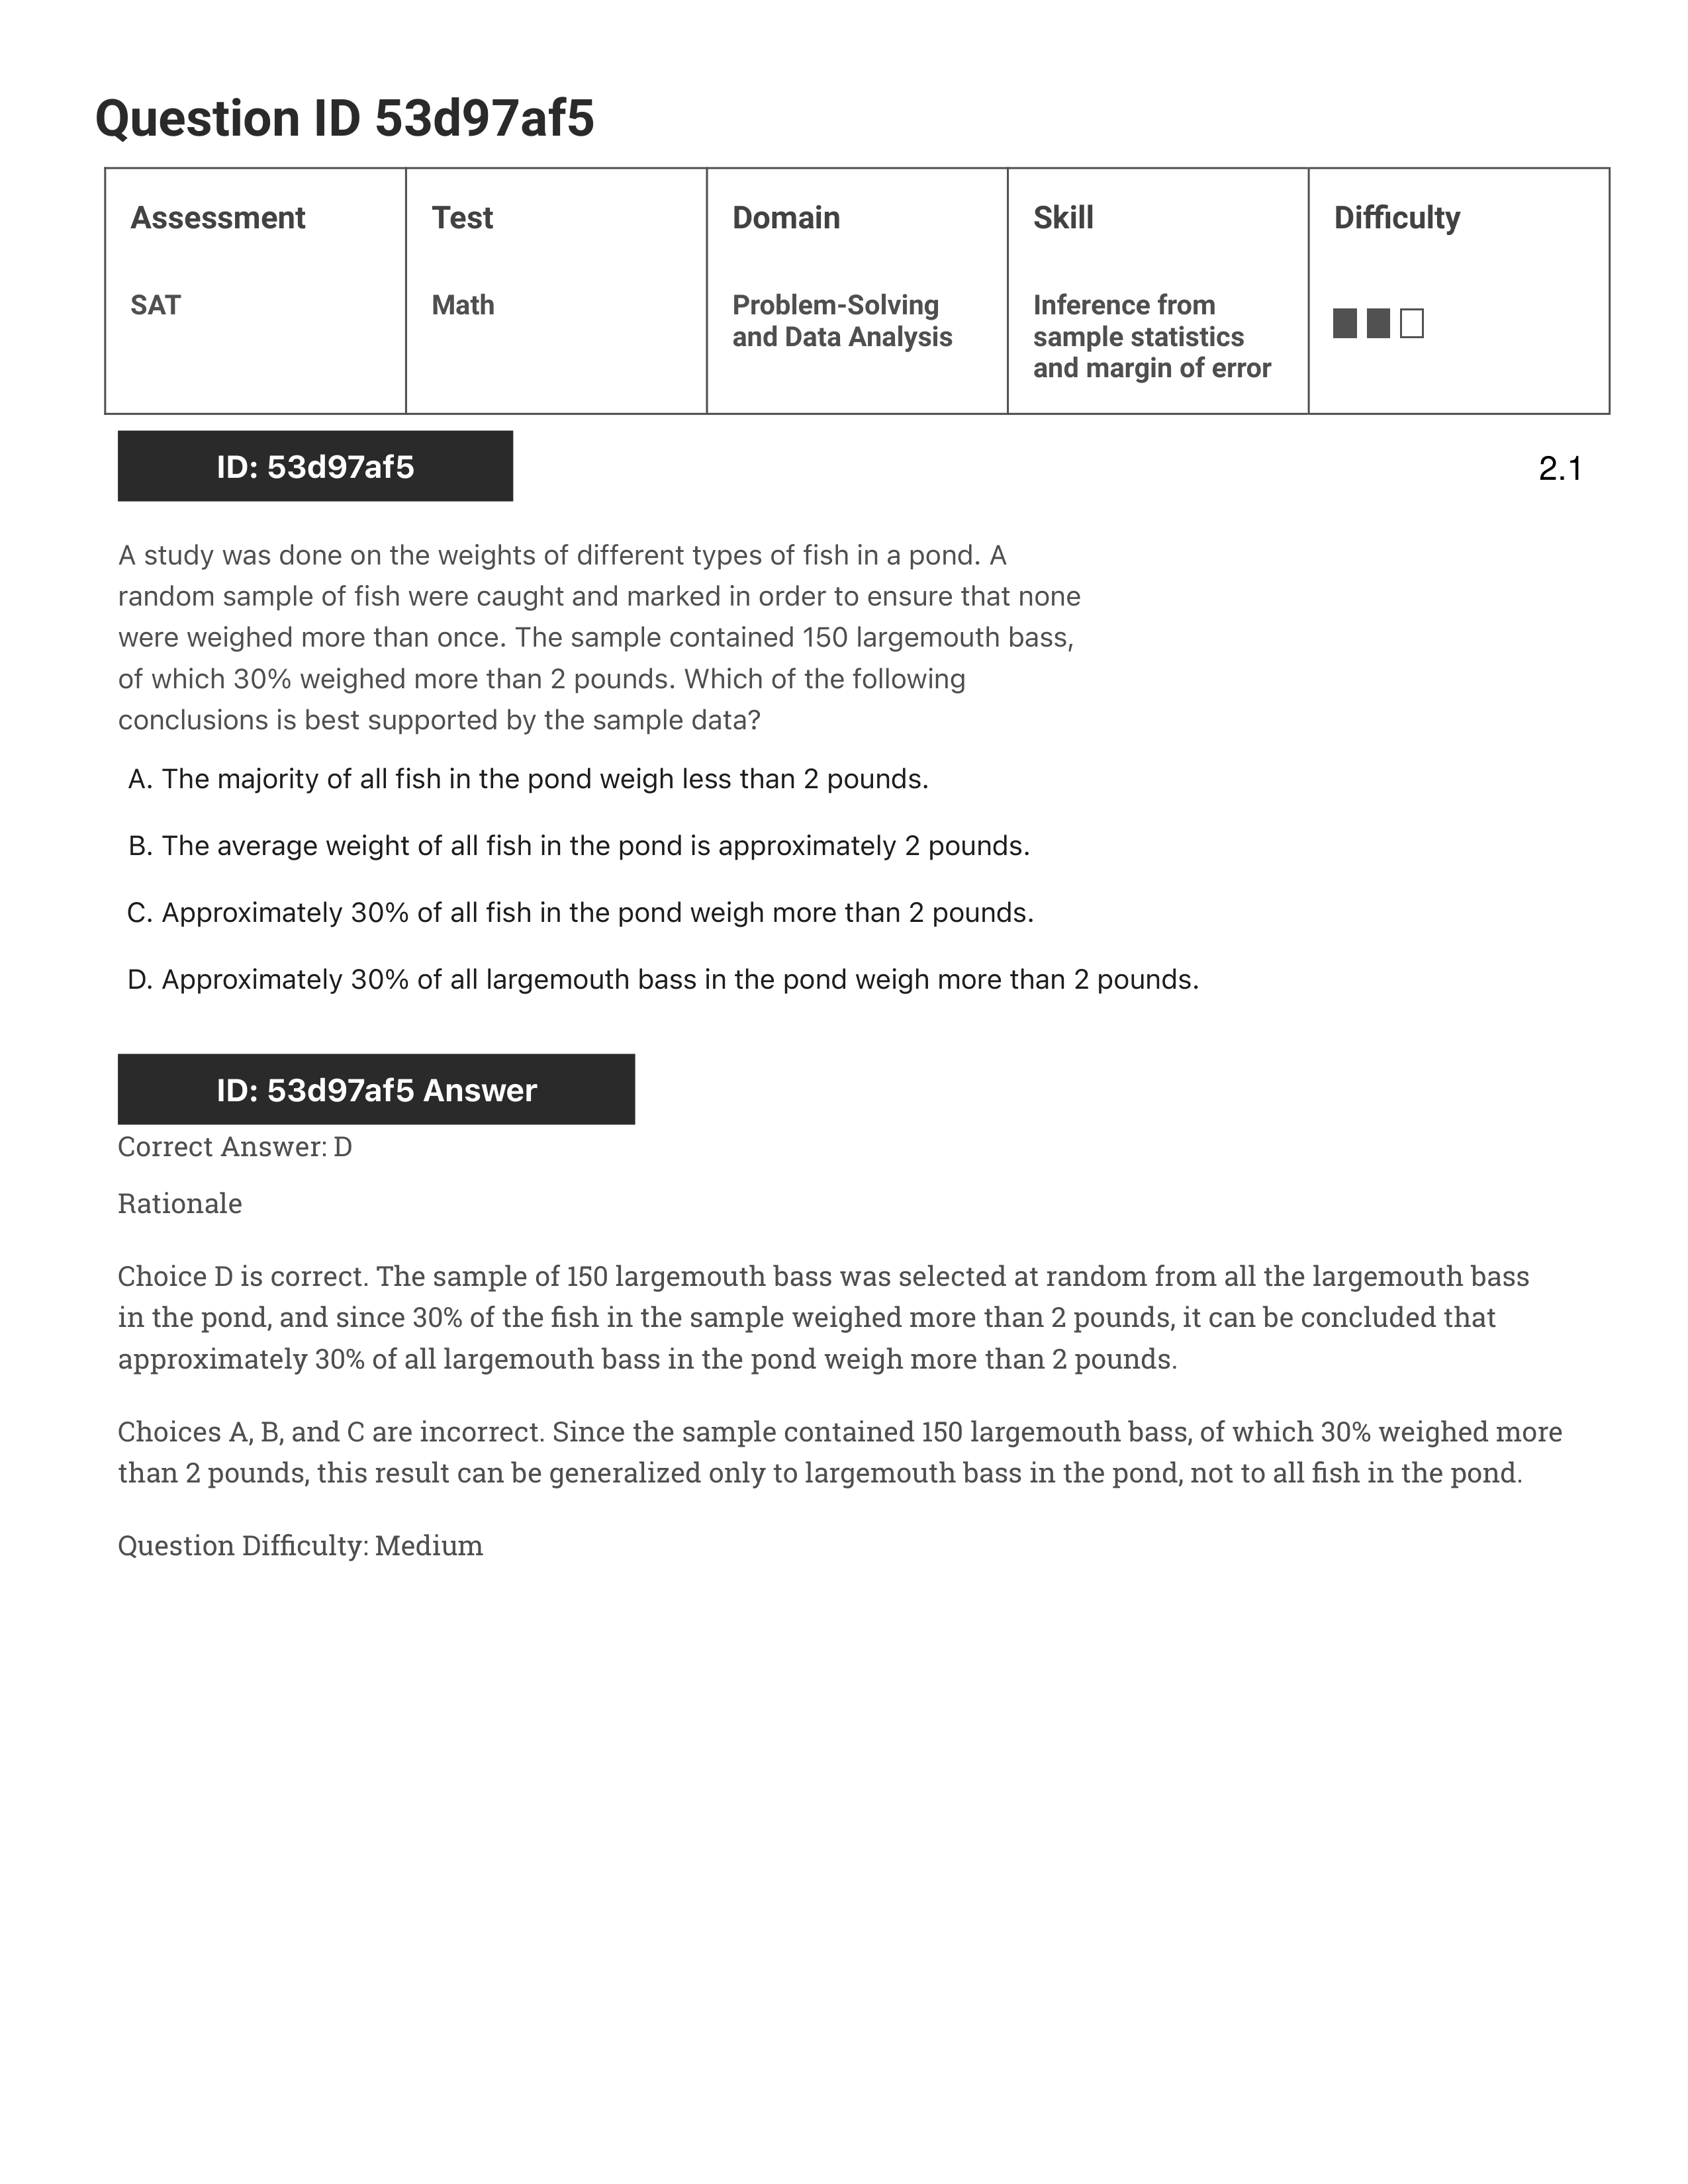 Question ID 53d97af5
Assessment
Test
Domain
Skill
Difficulty
SAT
Math
Problem-Solving
and Data Analysis
Inference from
sample statistics
and margin of error
ID: 53d97af5
2.1
A study was done on the weights of different types of fish in a pond. A
random sample of fish were caught and marked in order to ensure that none
were weighed more than once. The sample contained 150 largemouth bass,
of which 30% weighed more than 2 pounds. Which of the following
conclusions is best supported by the sample data?
A. The majority of all fish in the pond weigh less than 2 pounds.
B. The average weight of all fish in the pond is approximately 2 pounds.
C. Approximately 30% of all fish in the pond weigh more than 2 pounds.
D. Approximately 30% of all largemouth bass in the pond weigh more than 2 pounds.
ID: 53d97af5 Answer
Correct Answer: D
Rationale
Choice D is correct. The sample of 150 largemouth bass was selected at random from all the largemouth bass
in the pond, and since 30% of the fish in the sample weighed more than 2 pounds, it can be concluded that
approximately 30% of all largemouth bass in the pond weigh more than 2 pounds.
Choices A, B, and C are incorrect. Since the sample contained 150 largemouth bass, of which 30% weighed more
than 2 pounds, this result can be generalized only to largemouth bass in the pond, not to all fish in the pond.
Question Difficulty: Medium